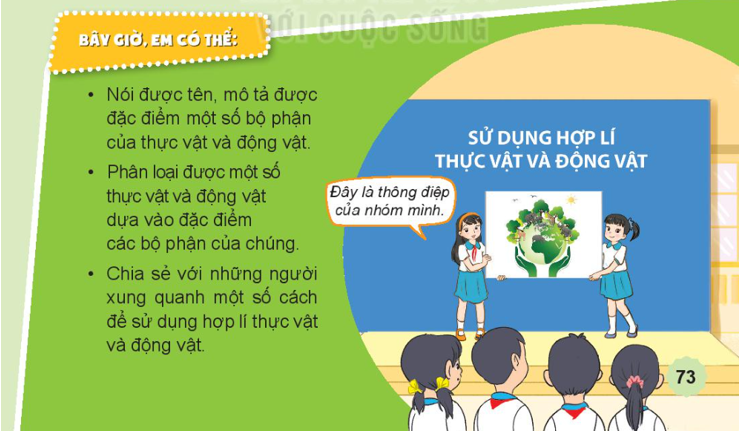 VỚI CUỘC SỐNG
BÂY GIỜ, EM CÓ THỂ:
• Nói được tên, mô tả được
đặc điểm một số bộ phận
của thực vật và động vật.
• Phân loại được một số
thực vật và động vật
dựa vào đặc điểm
các bộ phận của chúng.
• Chia sẻ với những người
xung quanh một số cách
để sử dụng hợp lí thực vật
và động vật.
SỬ DỤNG HỢP LÍ
THỰC VẬT VÀ ĐỘNG VẬT
Đây là thông điệp
của nhóm mình.
73